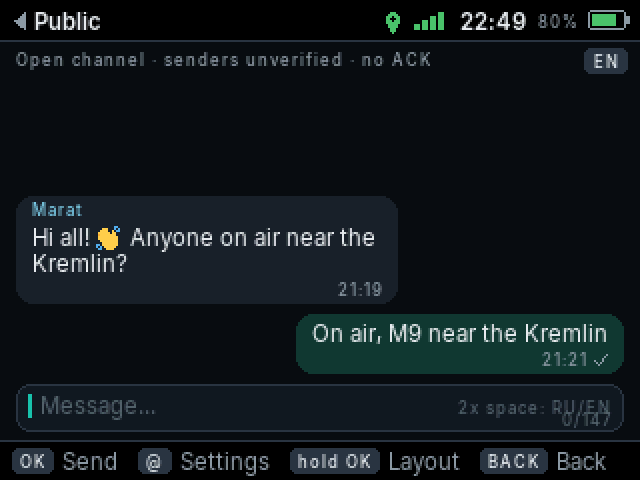 Public 22:49 80%
Open channel · senders unverified · no ACK EN
Marat
Hi all! 👋 Anyone on air near the
Kremlin?
21:19
On air, M9 near the Kremlin
21:21 ✓
Message... 2x space: RU/EN
0/147
OK Send @ Settings hold OK Layout BACK Back